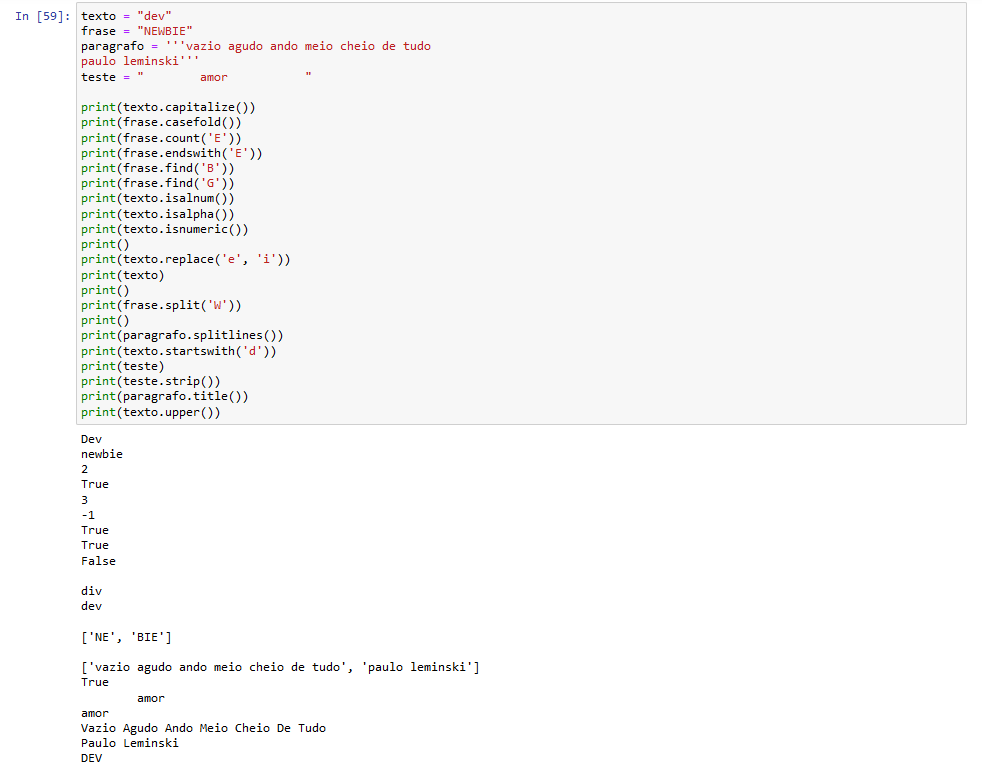 In [59]: texto = "dev"
frase = "NEWBIE"
paragrafo = '''vazio agudo ando meio cheio de tudo
paulo leminski'''
teste = "        amor           "

print(texto.capitalize())
print(frase.casefold())
print(frase.count('E'))
print(frase.endswith('E'))
print(frase.find('B'))
print(frase.find('G'))
print(texto.isalnum())
print(texto.isalpha())
print(texto.isnumeric())
print()
print(texto.replace('e', 'i'))
print(texto)
print()
print(frase.split('W'))
print()
print(paragrafo.splitlines())
print(texto.startswith('d'))
print(teste)
print(teste.strip())
print(paragrafo.title())
print(texto.upper())

Dev
newbie
2
True
3
-1
True
True
False

div
dev

['NE', 'BIE']

['vazio agudo ando meio cheio de tudo', 'paulo leminski']
True
        amor
amor
Vazio Agudo Ando Meio Cheio De Tudo
Paulo Leminski
DEV